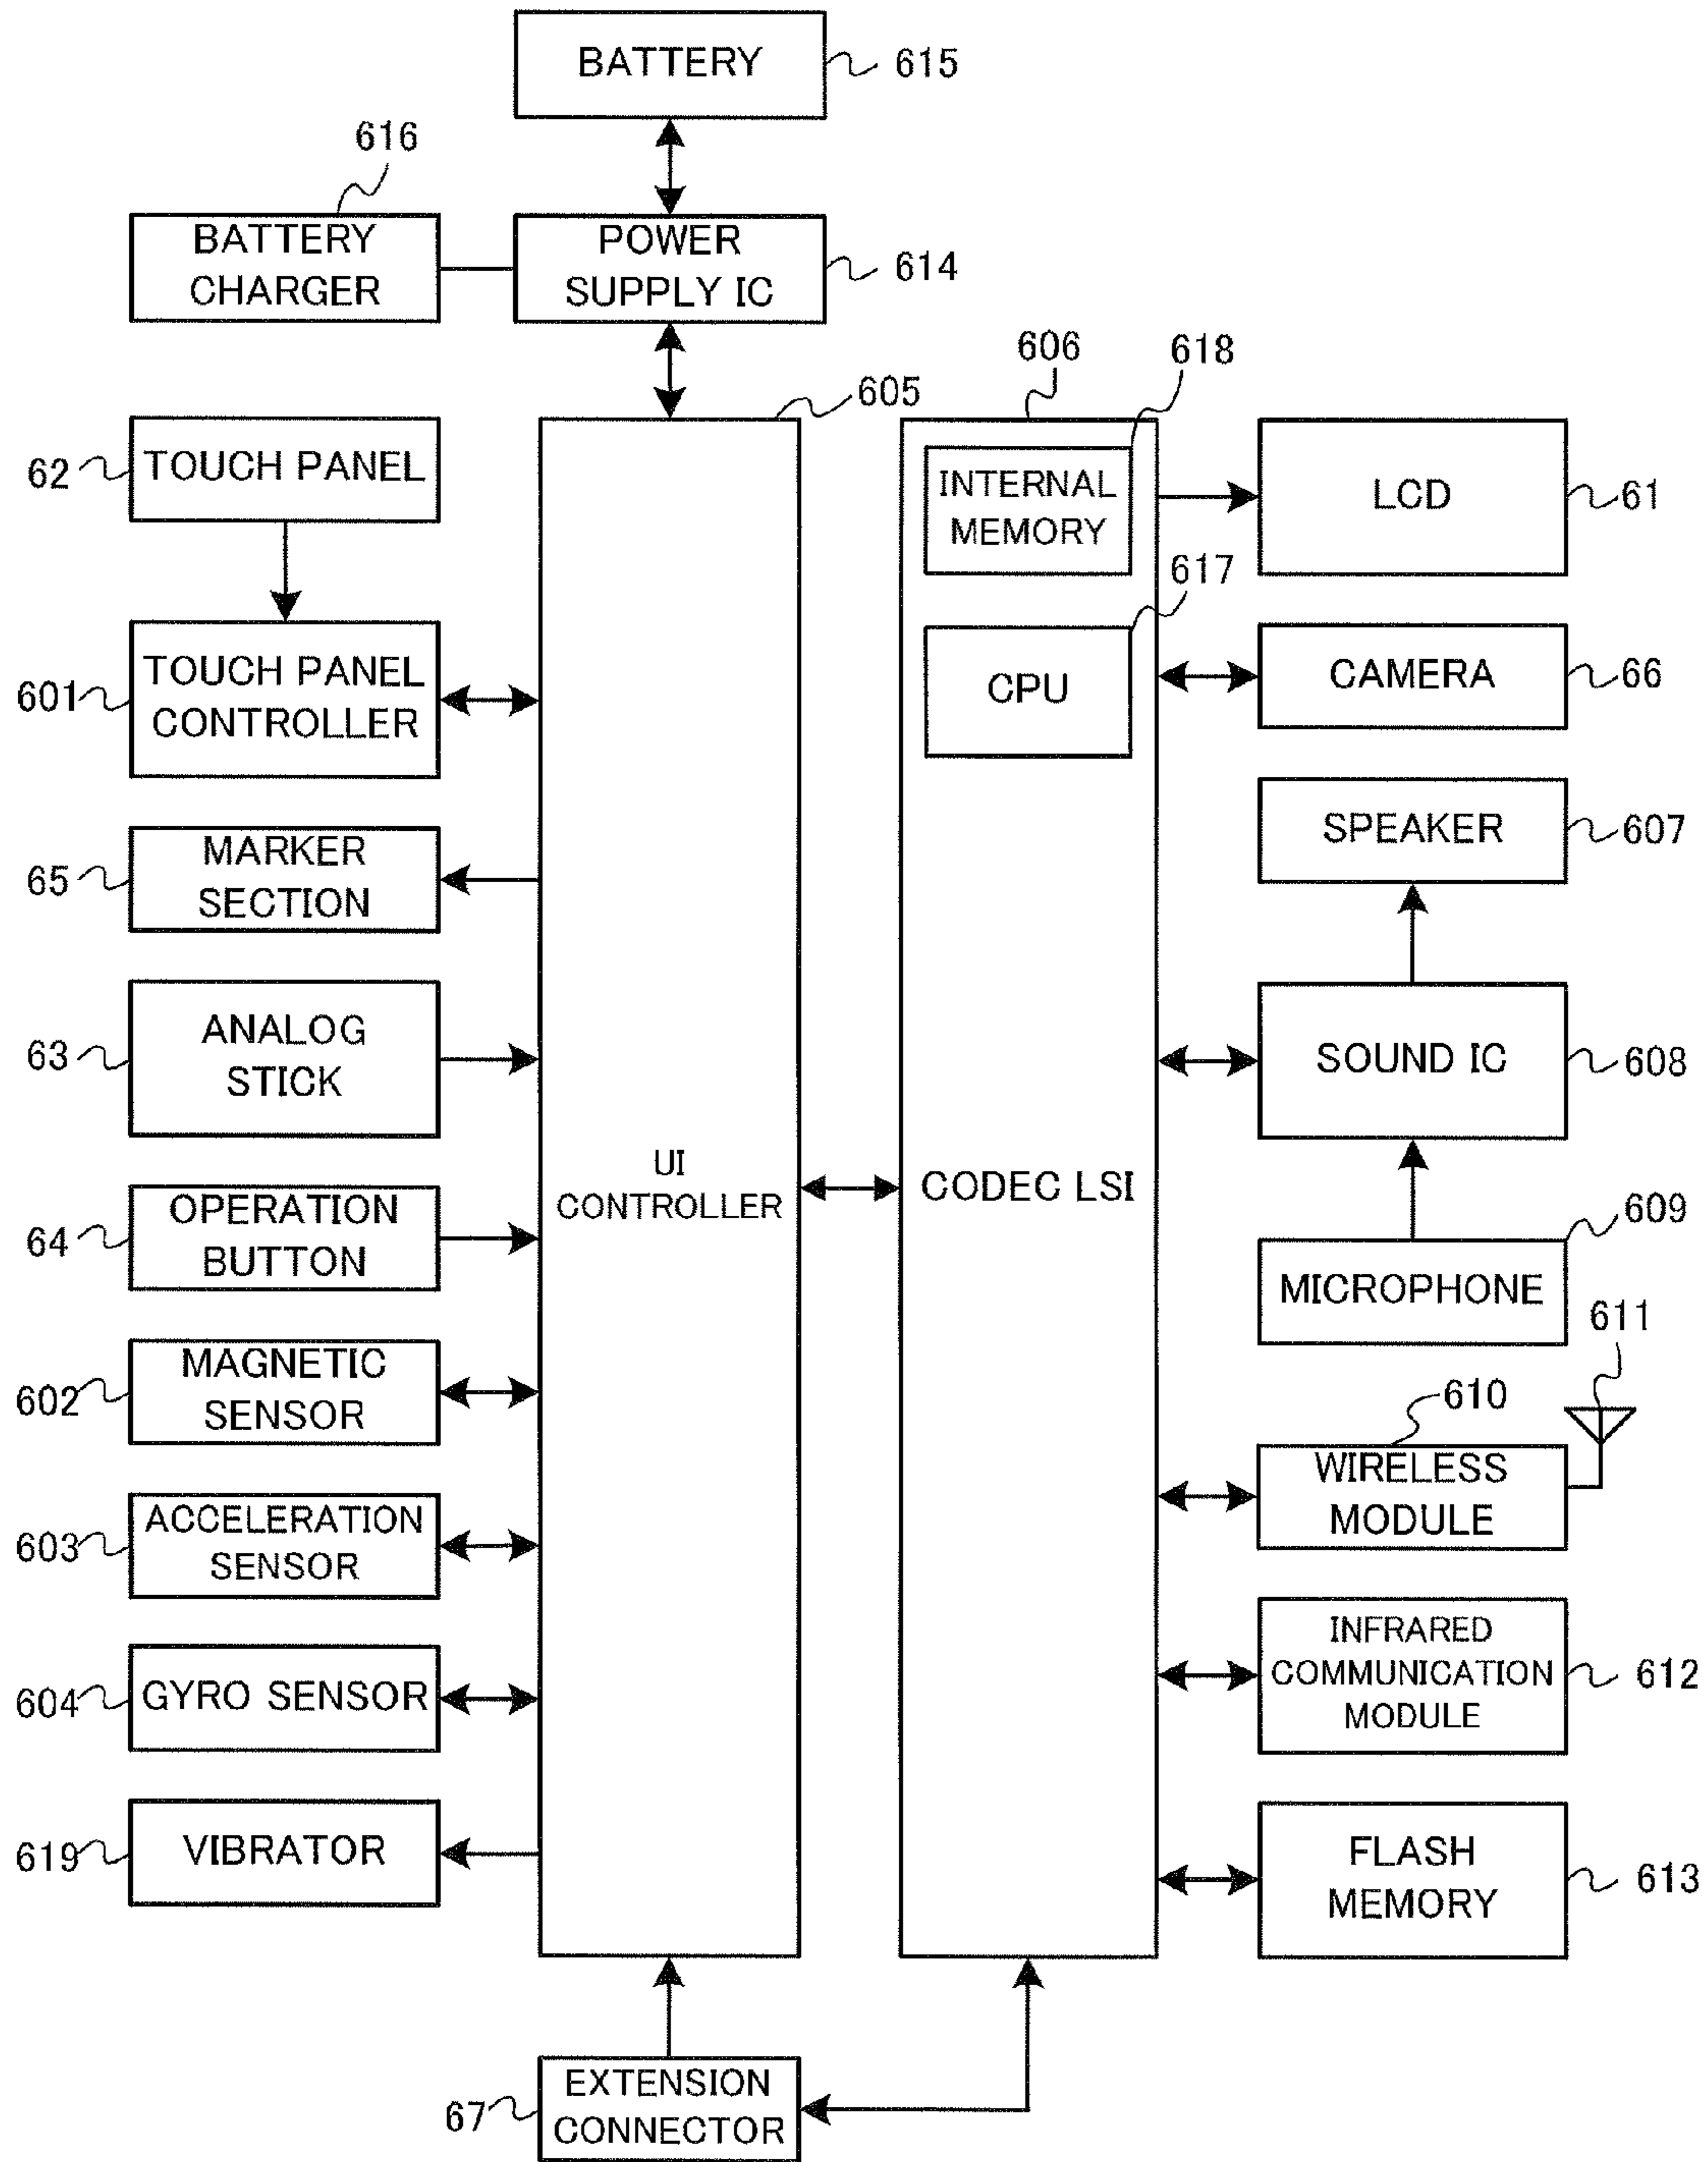 BATTERY
615
616
BATTERY
CHARGER
POWER
SUPPLY IC
614
605
606
618
62
TOUCH PANEL
INTERNAL
MEMORY
LCD
61
617
601
TOUCH PANEL
CONTROLLER
CPU
CAMERA
66
SPEAKER
607
65
MARKER
SECTION
63
ANALOG
STICK
SOUND IC
608
UI
CONTROLLER
CODEC LSI
64
OPERATION
BUTTON
609
MICROPHONE
611
602
MAGNETIC
SENSOR
610
WIRELESS
MODULE
603
ACCELERATION
SENSOR
INFRARED
COMMUNICATION
MODULE
612
604
GYRO SENSOR
619
VIBRATOR
FLASH
MEMORY
613
67
EXTENSION
CONNECTOR